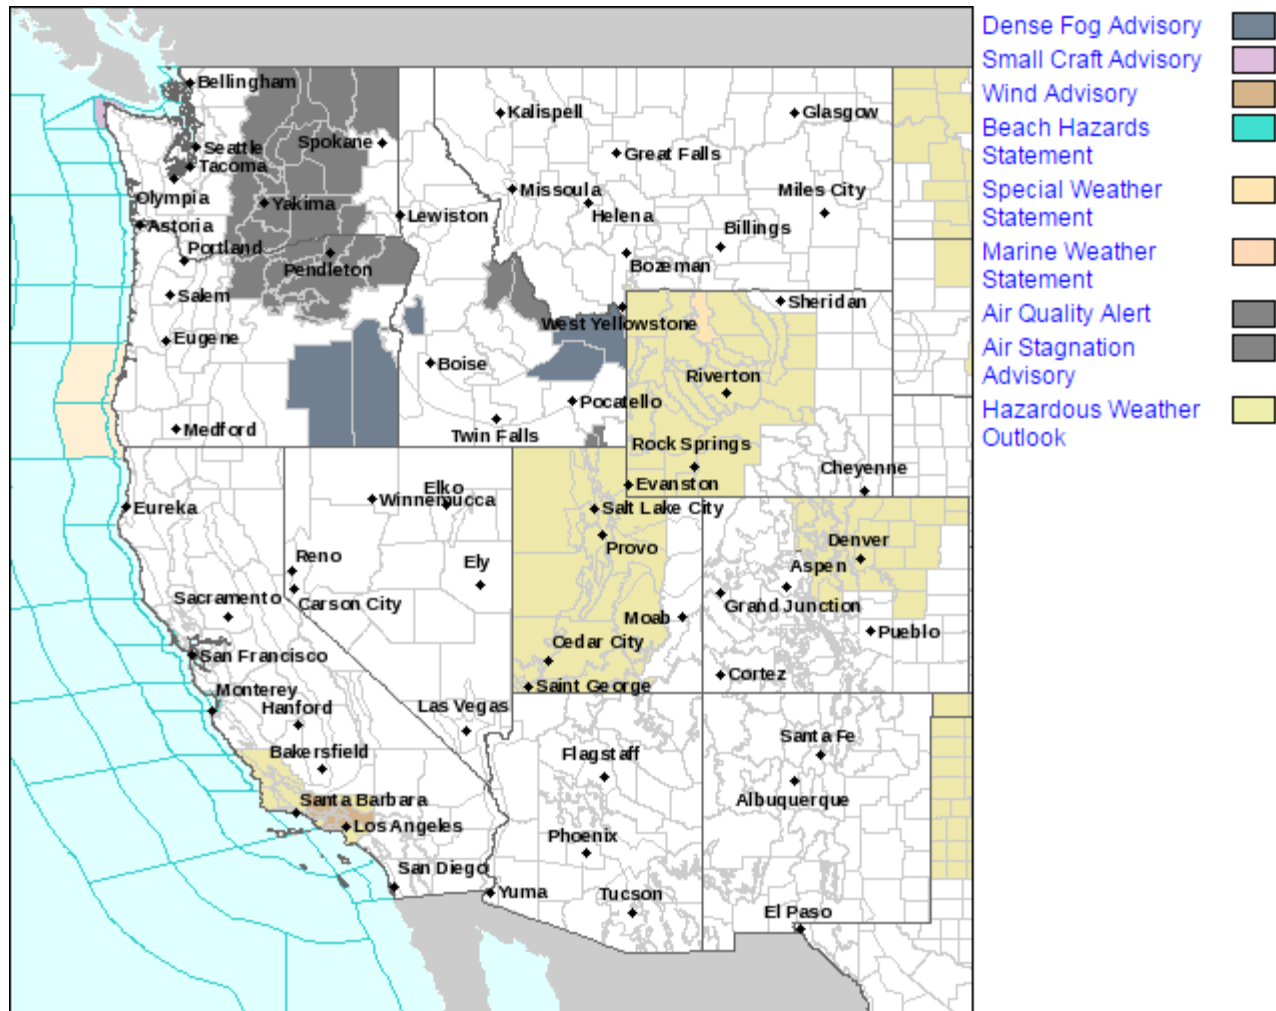 Dense Fog Advisory
Small Craft Advisory
Wind Advisory
Beach Hazards
Statement
Special Weather
Statement
Marine Weather
Statement
Air Quality Alert
Air Stagnation
Advisory
Hazardous Weather
Outlook
Bellingham
Kalispell
Glasgow
Seattle
Spokane
Great Falls
Tacoma
Missoula
Miles City
Olympia
Yakima
Lewiston
Helena
Astoria
Billings
Portland
Pendleton
Bozeman
Salem
Sheridan
West Yellowstone
Eugene
Boise
Riverton
Pocatello
Medford
Twin Falls
Rock Springs
Cheyenne
Evanston
Elko
Winnemucca
Eureka
Salt Lake City
Provo
Denver
Reno
Ely
Aspen
Sacramento
Carson City
Grand Junction
Moab
Pueblo
San Francisco
Cedar City
Cortez
Monterey
Saint George
Hanford
Las Vegas
Santa Fe
Bakersfield
Flagstaff
Santa Barbara
Albuquerque
Los Angeles
Phoenix
San Diego
Yuma
Tucson
El Paso